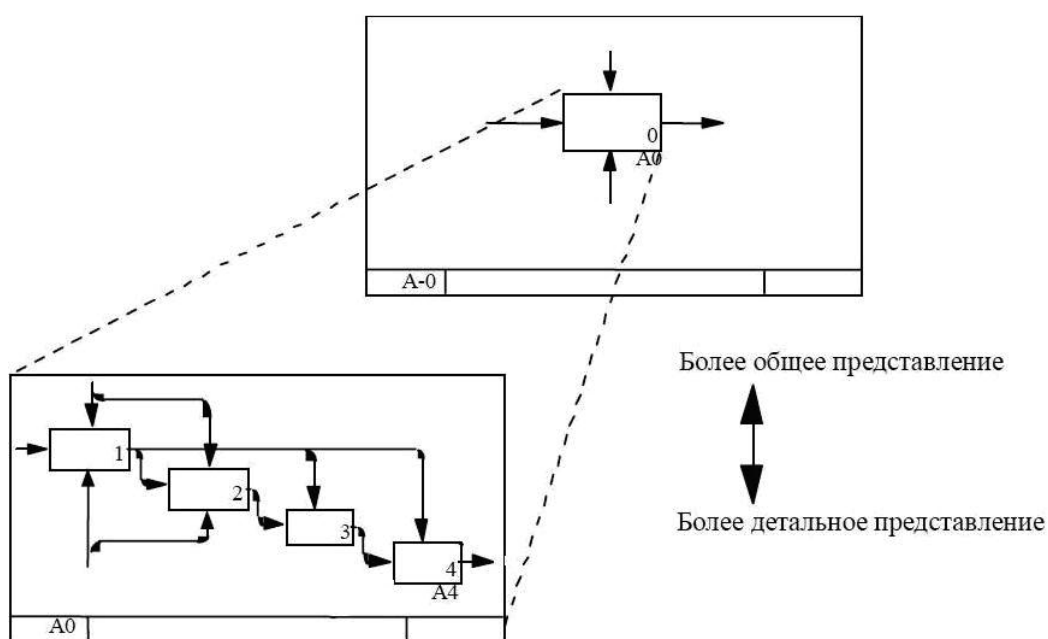 0
A0
A-0
Более общее представление
1
2
Более детальное представление
3
4
A4
A0